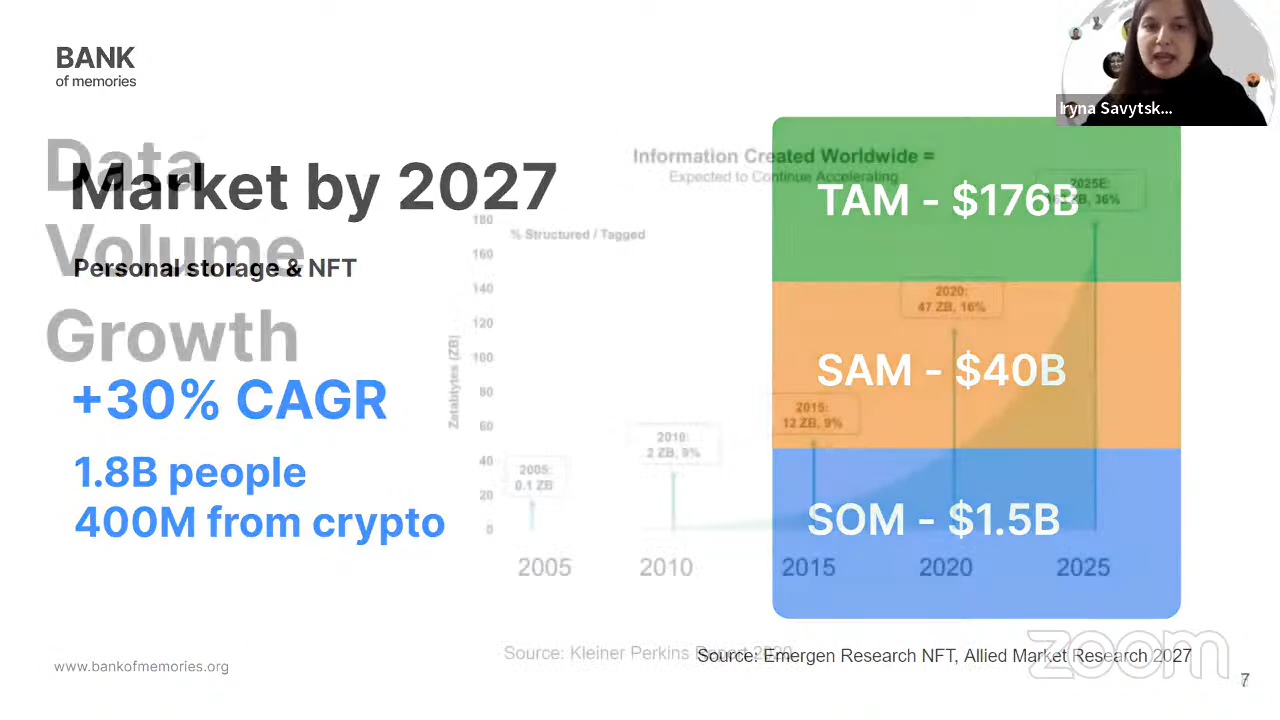 BANK
of memories
Iryna Savytsk...
Data
Volume
Growth
Market by 2027
Personal storage & NFT
+30% CAGR
1.8B people
400M from crypto
Information Created Worldwide =
Expected to Continue Accelerating
% Structured / Tagged
Zetabtytes (ZB)
180
160
140
120
100
80
60
40
20
0
2005:
0.1 ZB
2010:
2 ZB, 9%
2015:
12 ZB, 9%
2020:
47 ZB, 16%
2025E:
ZB, 36%
2005
2010
2015
2020
2025
TAM - $176B
SAM - $40B
SOM - $1.5B
Source: Kleiner Perkins
Source: Emergen Research NFT, Allied Market Research 2027
www.bankofmemories.org
zoom
7